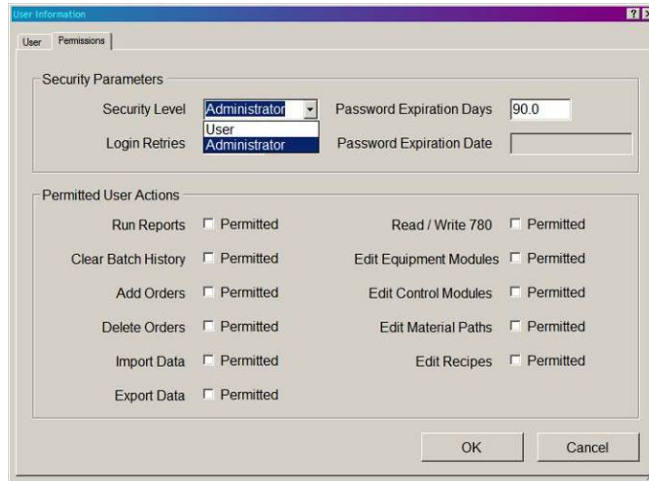 User Information
User Permissions
Security Parameters
Security Level Administrator Password Expiration Days 90.0
User
Login Retries Administrator Password Expiration Date
Permitted User Actions
Run Reports Permitted Read / Write 780 Permitted
Clear Batch History Permitted Edit Equipment Modules Permitted
Add Orders Permitted Edit Control Modules Permitted
Delete Orders Permitted Edit Material Paths Permitted
Import Data Permitted Edit Recipes Permitted
Export Data Permitted
OK Cancel